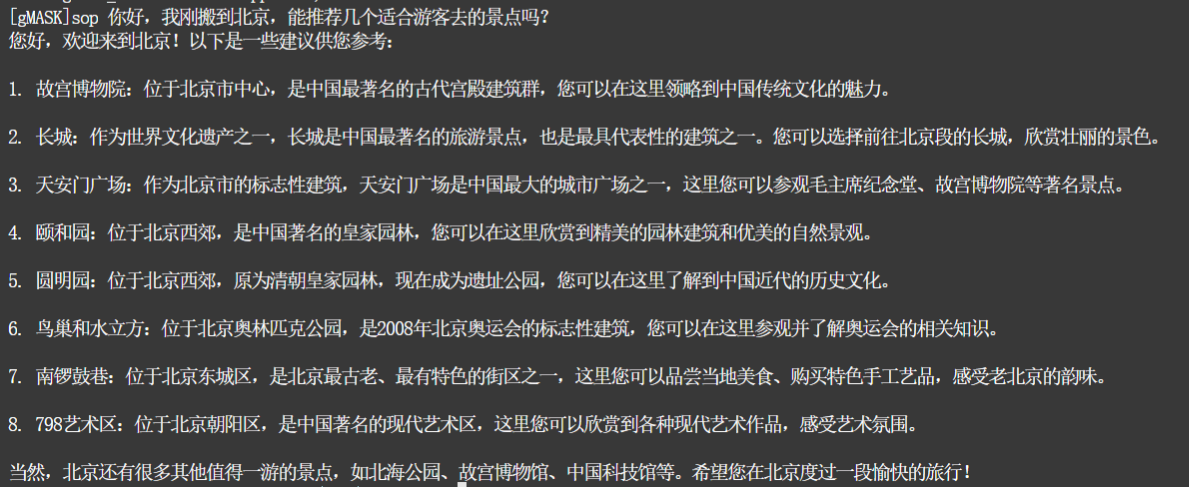 [gMASK]sop 你好，我刚搬到北京，能推荐几个适合游客去的景点吗？
您好，欢迎来到北京！以下是一些建议供您参考：
1. 故宫博物院：位于北京市中心，是中国最著名的古代宫殿建筑群，您可以在这里领略到中国传统文化的魅力。
2. 长城：作为世界文化遗产之一，长城是中国最著名的旅游景点，也是最具代表性的建筑之一。您可以选择前往北京段的长城，欣赏壮丽的景色。
3. 天安门广场：作为北京市的标志性建筑，天安门广场是中国最大的城市广场之一，这里您可以参观毛主席纪念堂、故宫博物院等著名景点。
4. 颐和园：位于北京西郊，是中国著名的皇家园林，您可以在这里欣赏到精美的园林建筑和优美的自然景观。
5. 圆明园：位于北京西郊，原为清朝皇家园林，现在成为遗址公园，您可以在这里了解到中国近代的历史文化。
6. 鸟巢和水立方：位于北京奥林匹克公园，是2008年北京奥运会的标志性建筑，您可以在这里参观并了解奥运会的相关知识。
7. 南锣鼓巷：位于北京东城区，是北京最古老、最有特色的街区之一，这里您可以品尝当地美食、购买特色手工艺品，感受老北京的韵味。
8. 798艺术区：位于北京朝阳区，是中国著名的现代艺术区，这里您可以欣赏到各种现代艺术作品，感受艺术氛围。
当然，北京还有很多其他值得一游的景点，如北海公园、故宫博物馆、中国科技馆等。希望您在北京度过一段愉快的旅行！